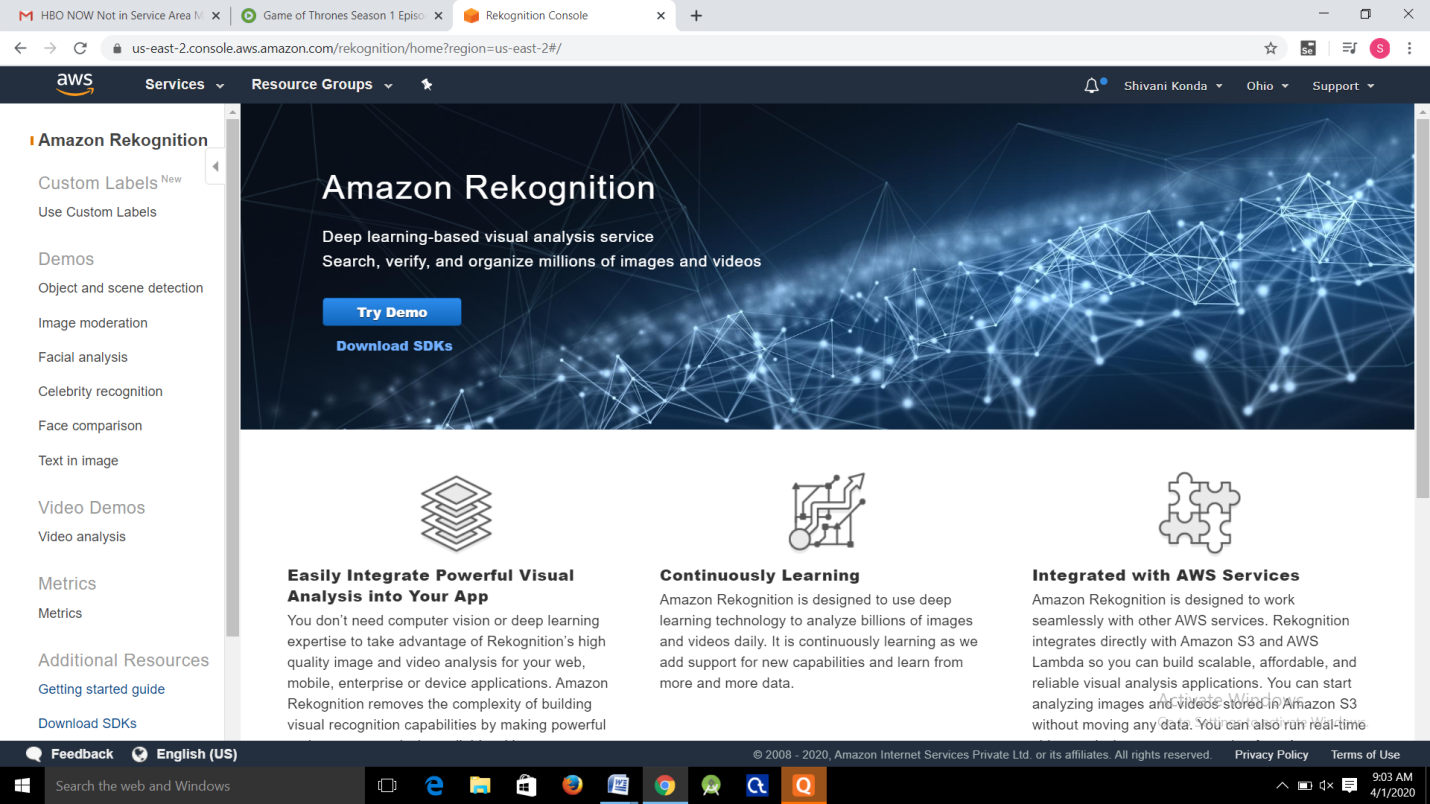 HBO NOW Not in Service Area M
Game of Thrones Season 1 Episo
Rekognition Console
us-east-2.console.aws.amazon.com/rekognition/home?region=us-east-2#/
Se
S
aws
Services
Resource Groups
Shivani Konda
Ohio
Support
Amazon Rekognition
Custom Labels New
Use Custom Labels
Demos
Object and scene detection
Image moderation
Facial analysis
Celebrity recognition
Face comparison
Text in image
Video Demos
Video analysis
Metrics
Metrics
Additional Resources
Getting started guide
Download SDKs
Amazon Rekognition
Deep learning-based visual analysis service
Search, verify, and organize millions of images and videos
Try Demo
Download SDKs
Easily Integrate Powerful Visual
Analysis into Your App
You don't need computer vision or deep learning
expertise to take advantage of Rekognition's high
quality image and video analysis for your web,
mobile, enterprise or device applications. Amazon
Rekognition removes the complexity of building
visual recognition capabilities by making powerful
Continuously Learning
Amazon Rekognition is designed to use deep
learning technology to analyze billions of images
and videos daily. It is continuously learning as we
add support for new capabilities and learn from
more and more data.
Integrated with AWS Services
Amazon Rekognition is designed to work
seamlessly with other AWS services. Rekognition
integrates directly with Amazon S3 and AWS
Lambda so you can build scalable, affordable, and
reliable visual analysis applications. You can start
analyzing images and videos stored in Amazon S3
without moving any data. You can also run real-time
Activate Windows
Go to Settings to activate Windows.
Feedback
English (US)
© 2008 - 2020, Amazon Internet Services Private Ltd. or its affiliates. All rights reserved.
Privacy Policy
Terms of Use
Search the web and Windows
9:03 AM
4/1/2020